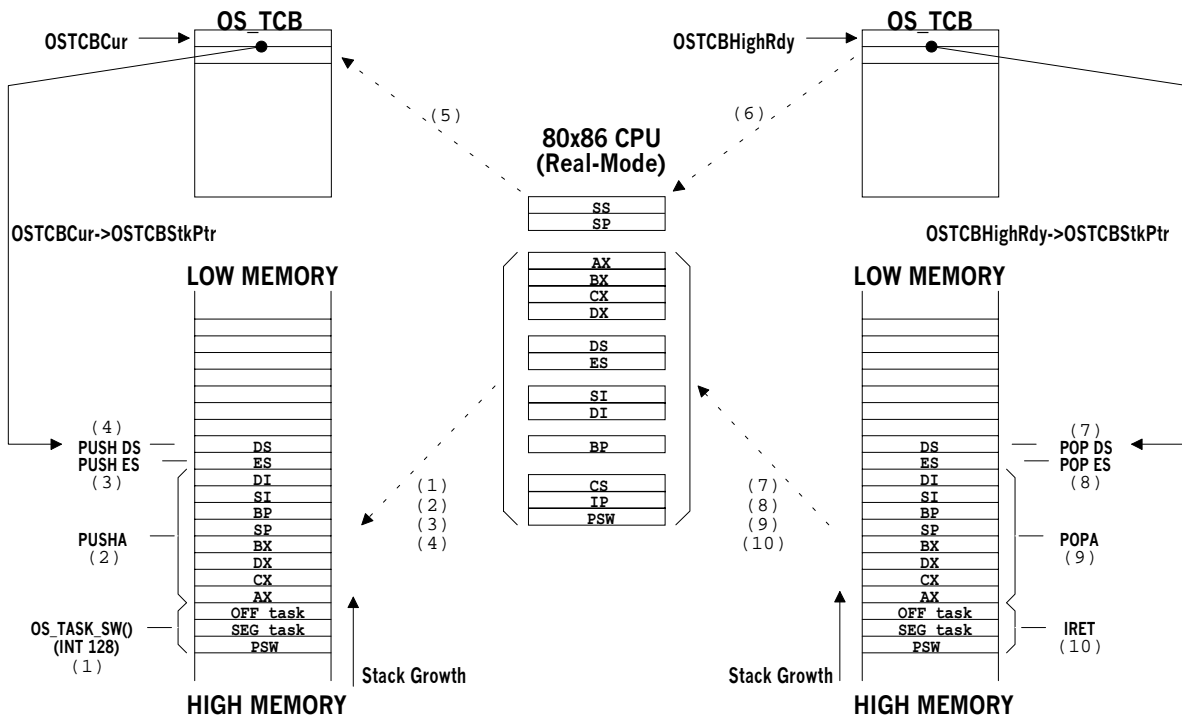 OS_TCB
OSTCBCur
OS_TCB
OSTCBHighRdy
(5)
(6)
80x86 CPU
(Real-Mode)
SS
SP
OSTCBCur->OSTCBStkPtr
OSTCBHighRdy->OSTCBStkPtr
LOW MEMORY
LOW MEMORY
AX
BX
CX
DX
DS
ES
SI
DI
BP
CS
IP
PSW
(4)
PUSH DS
PUSH ES
(3)
PUSHA
(2)
OS_TASK_SW()
(INT 128)
(1)
DS
ES
DI
SI
BP
SP
BX
DX
CX
AX
OFF task
SEG task
PSW
(1)
(2)
(3)
(4)
(7)
(8)
(9)
(10)
DS
ES
DI
SI
BP
SP
BX
DX
CX
AX
OFF task
SEG task
PSW
(7)
POP DS
POP ES
(8)
POPA
(9)
IRET
(10)
Stack Growth
Stack Growth
HIGH MEMORY
HIGH MEMORY